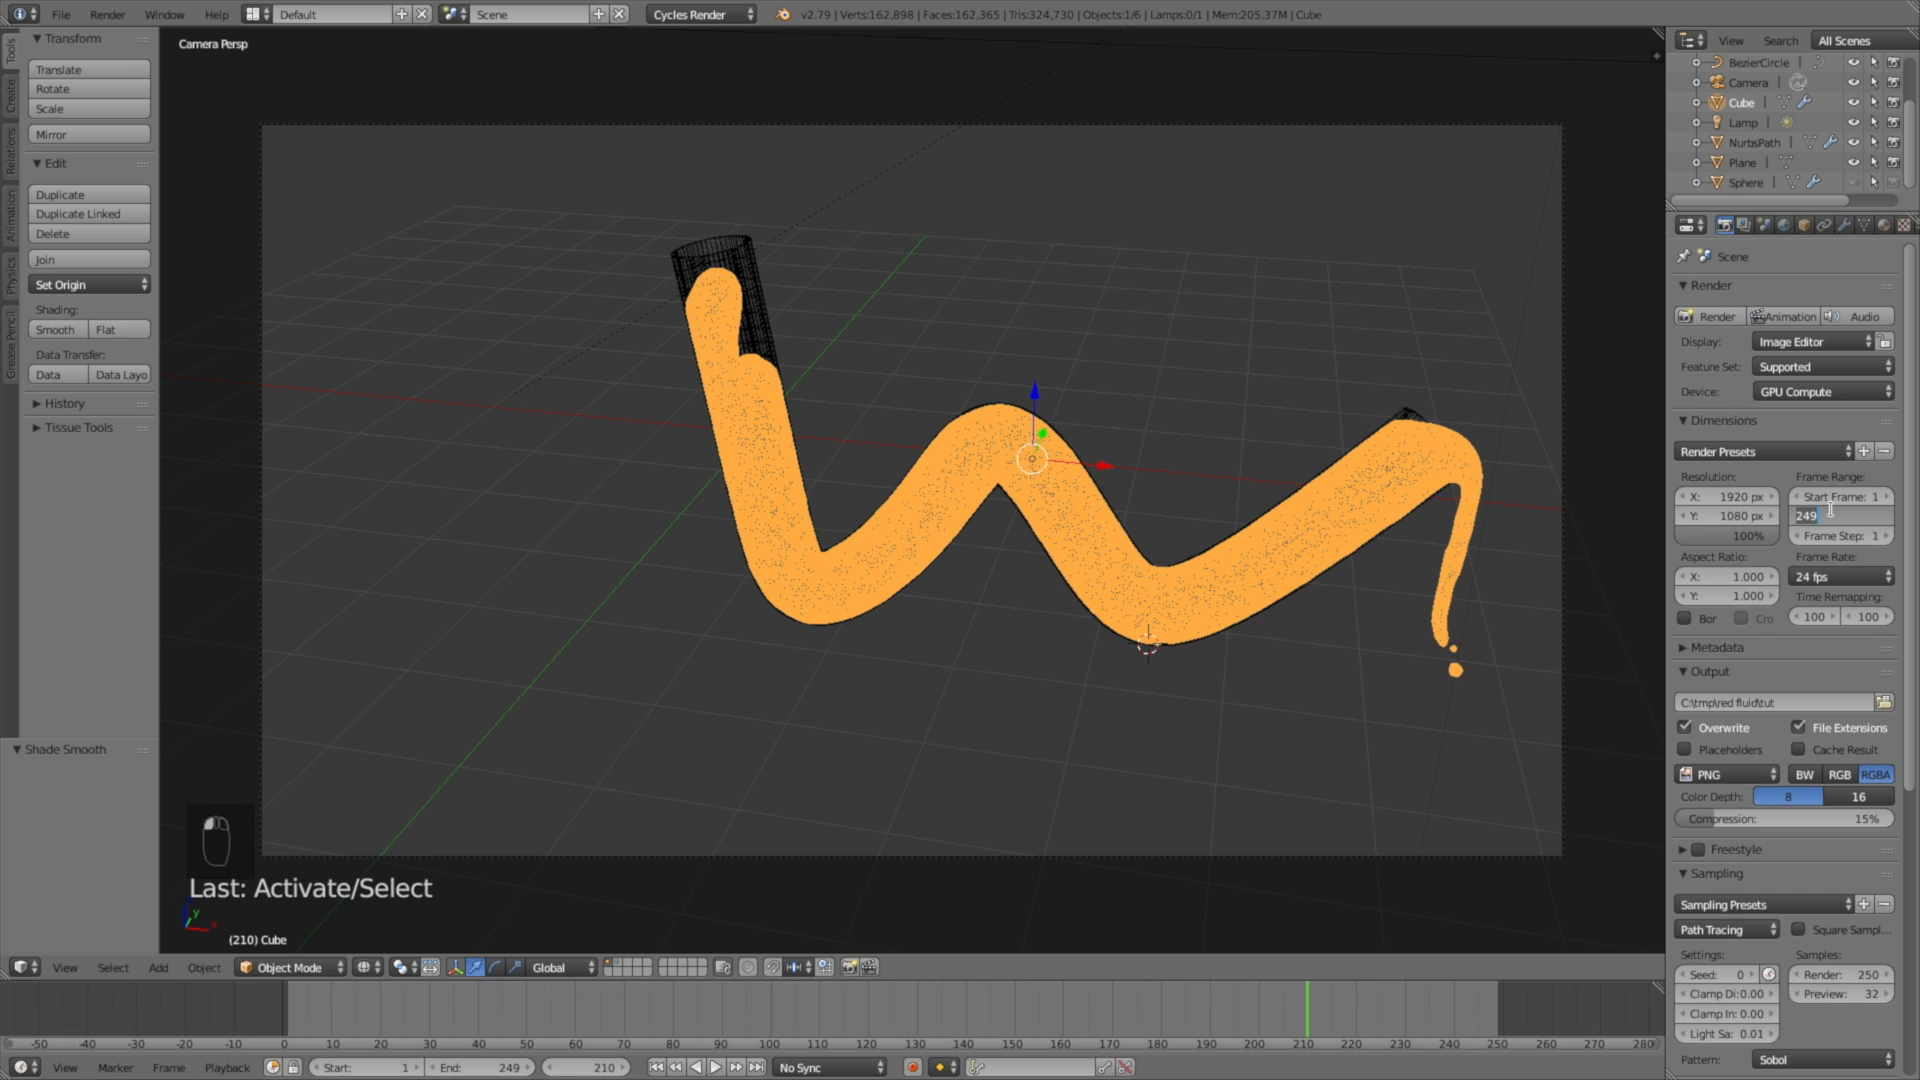 File Render Window Help Default Scene Cycles Render v2.79 | Verts:162,898 | Faces:162,365 | Tris:324,730 | Objects:1/6 | Lamps:0/1 | Mem:205.37M | Cube
Tools
Create
Relations
Animation
Physics
Grease Pencil
Transform
Translate
Rotate
Scale
Mirror
Edit
Duplicate
Duplicate Linked
Delete
Join
Set Origin
Shading:
Smooth Flat
Data Transfer:
Data Data Layo
History
Tissue Tools
Shade Smooth
Camera Persp
Last: Activate/Select
y
x
(210) Cube
View Search All Scenes
BezierCircle
Camera
Cube
Lamp
NurbsPath
Plane
Sphere
Scene
Render
Render Animation Audio
Display: Image Editor
Feature Set: Supported
Device: GPU Compute
Dimensions
Render Presets
Resolution: Frame Range:
X: 1920 px Start Frame: 1
Y: 1080 px 249
100% Frame Step: 1
Aspect Ratio: Frame Rate:
X: 1.000 24 fps
Y: 1.000 Time Remapping:
Bor Cro 100 100
Metadata
Output
C:\tmp\red fluid\tut
Overwrite File Extensions
Placeholders Cache Result
PNG BW RGB RGBA
Color Depth: 8 16
Compression: 15%
Freestyle
Sampling
Sampling Presets
Path Tracing Square Sampl...
Settings: Samples:
Seed: 0 Render: 250
Clamp Di:0.00 Preview: 32
Clamp In: 0.00
Light Sa: 0.01
Pattern: Sobol
View Select Add Object Object Mode Global
-50 -40 -30 -20 -10 0 10 20 30 40 50 60 70 80 90 100 110 120 130 140 150 160 170 180 190 200 210 220 230 240 250 260 270 280
View Marker Frame Playback Start: 1 End: 249 210 No Sync